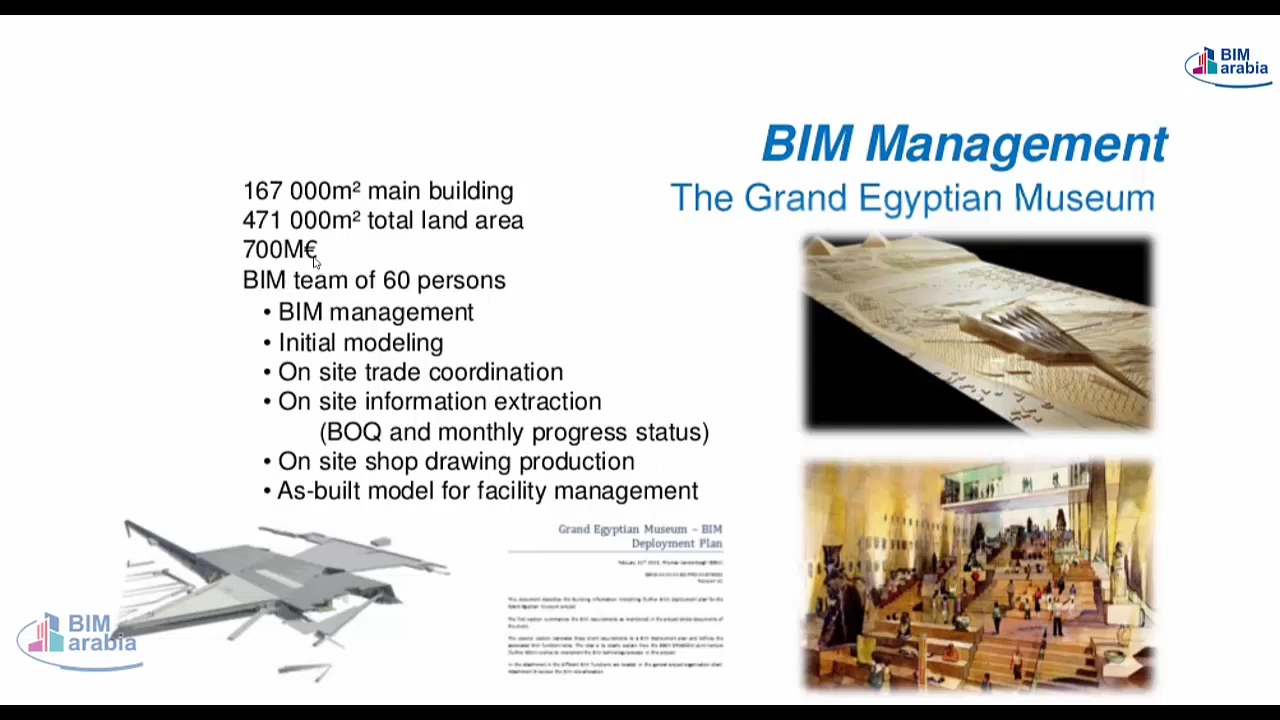 BIM
arabia
BIM Management
The Grand Egyptian Museum
167 000m² main building
471 000m² total land area
700M€
BIM team of 60 persons
• BIM management
• Initial modeling
• On site trade coordination
• On site information extraction
(BOQ and monthly progress status)
• On site shop drawing production
• As-built model for facility management
Grand Egyptian Museum – BIM
Deployment Plan
BIM
arabia